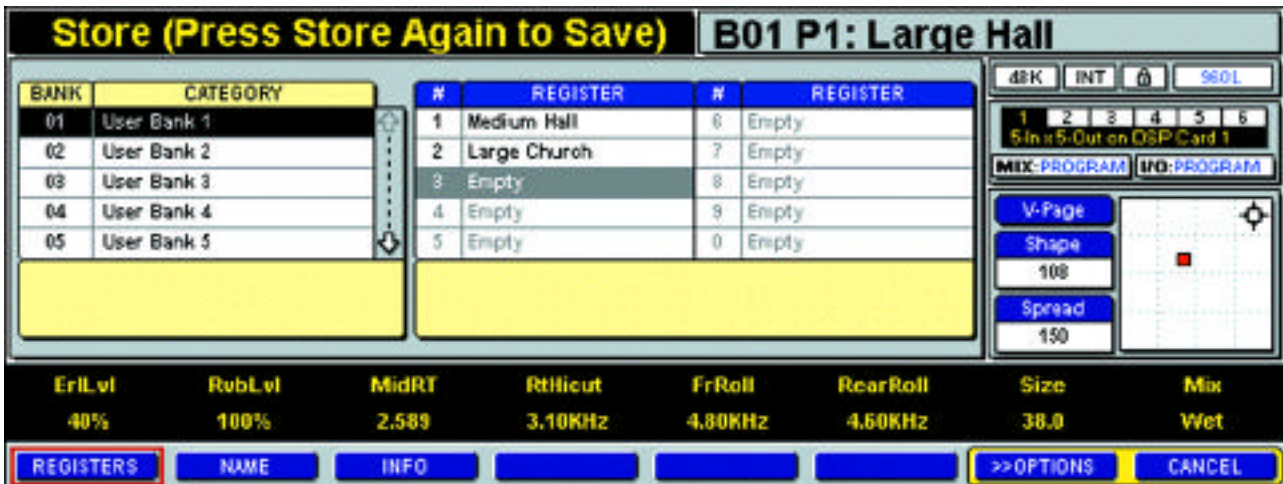 Store (Press Store Again to Save) B01 P1: Large Hall
48K INT 960L
BANK CATEGORY # REGISTER # REGISTER
01 User Bank 1 1 Medium Hall 6 Empty
02 User Bank 2 2 Large Church 7 Empty
03 User Bank 3 3 Empty 8 Empty
04 User Bank 4 4 Empty 9 Empty
05 User Bank 5 5 Empty 0 Empty
1 2 3 4 5 6
5-In x 5-Out on DSP Card 1
MIX:PROGRAM I/O:PROGRAM
V-Page
Shape
108
Spread
150
ErlLvl RvbLvl MidRT RtHicut FrRoll RearRoll Size Mix
40% 100% 2.589 3.10KHz 4.80KHz 4.60KHz 38.0 Wet
REGISTERS NAME INFO >>OPTIONS CANCEL